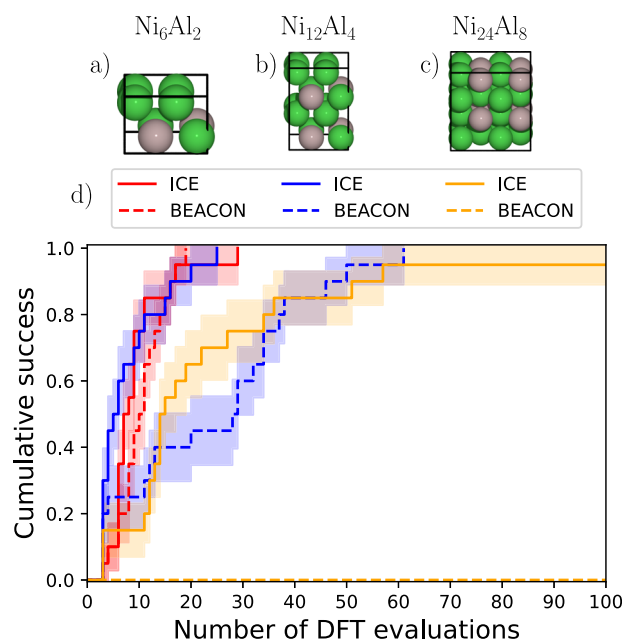 Ni₆Al₂ Ni₁₂Al₄ Ni₂₄Al₈
a) b) c)
d) ICE ICE ICE
BEACON BEACON BEACON
1.0
0.8
0.6
0.4
0.2
0.0
Cumulative success
0 10 20 30 40 50 60 70 80 90 100
Number of DFT evaluations